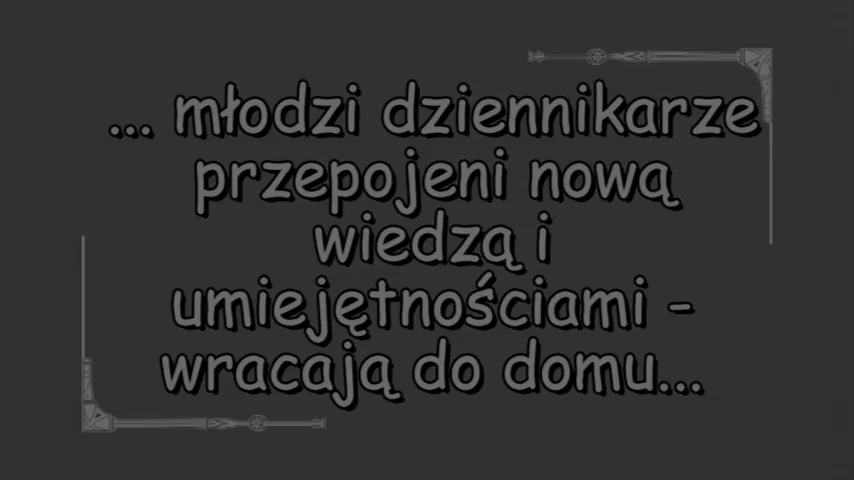 ... młodzi dziennikarze
przepojeni nową
wiedzą i
umiejętnościami -
wracają do domu...